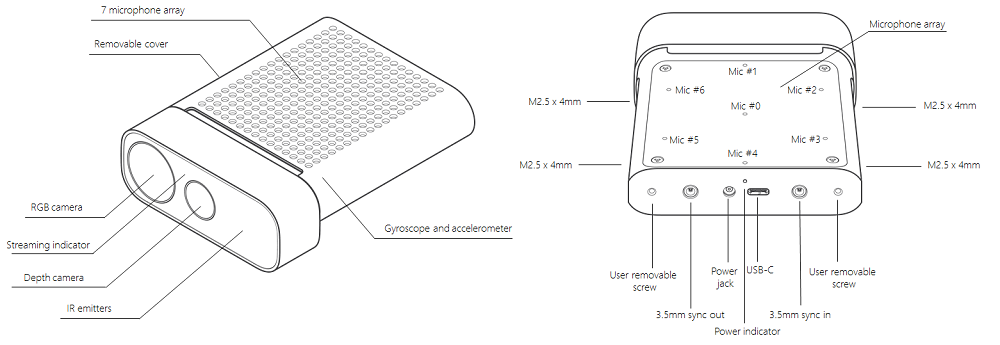 7 microphone array
Removable cover
RGB camera
Streaming indicator
Depth camera
IR emitters
Gyroscope and accelerometer
Microphone array
Mic #1
Mic #6
Mic #2
Mic #0
M2.5 x 4mm
M2.5 x 4mm
Mic #5
Mic #3
Mic #4
M2.5 x 4mm
M2.5 x 4mm
User removable
screw
Power
jack
USB-C
User removable
screw
3.5mm sync out
3.5mm sync in
Power indicator